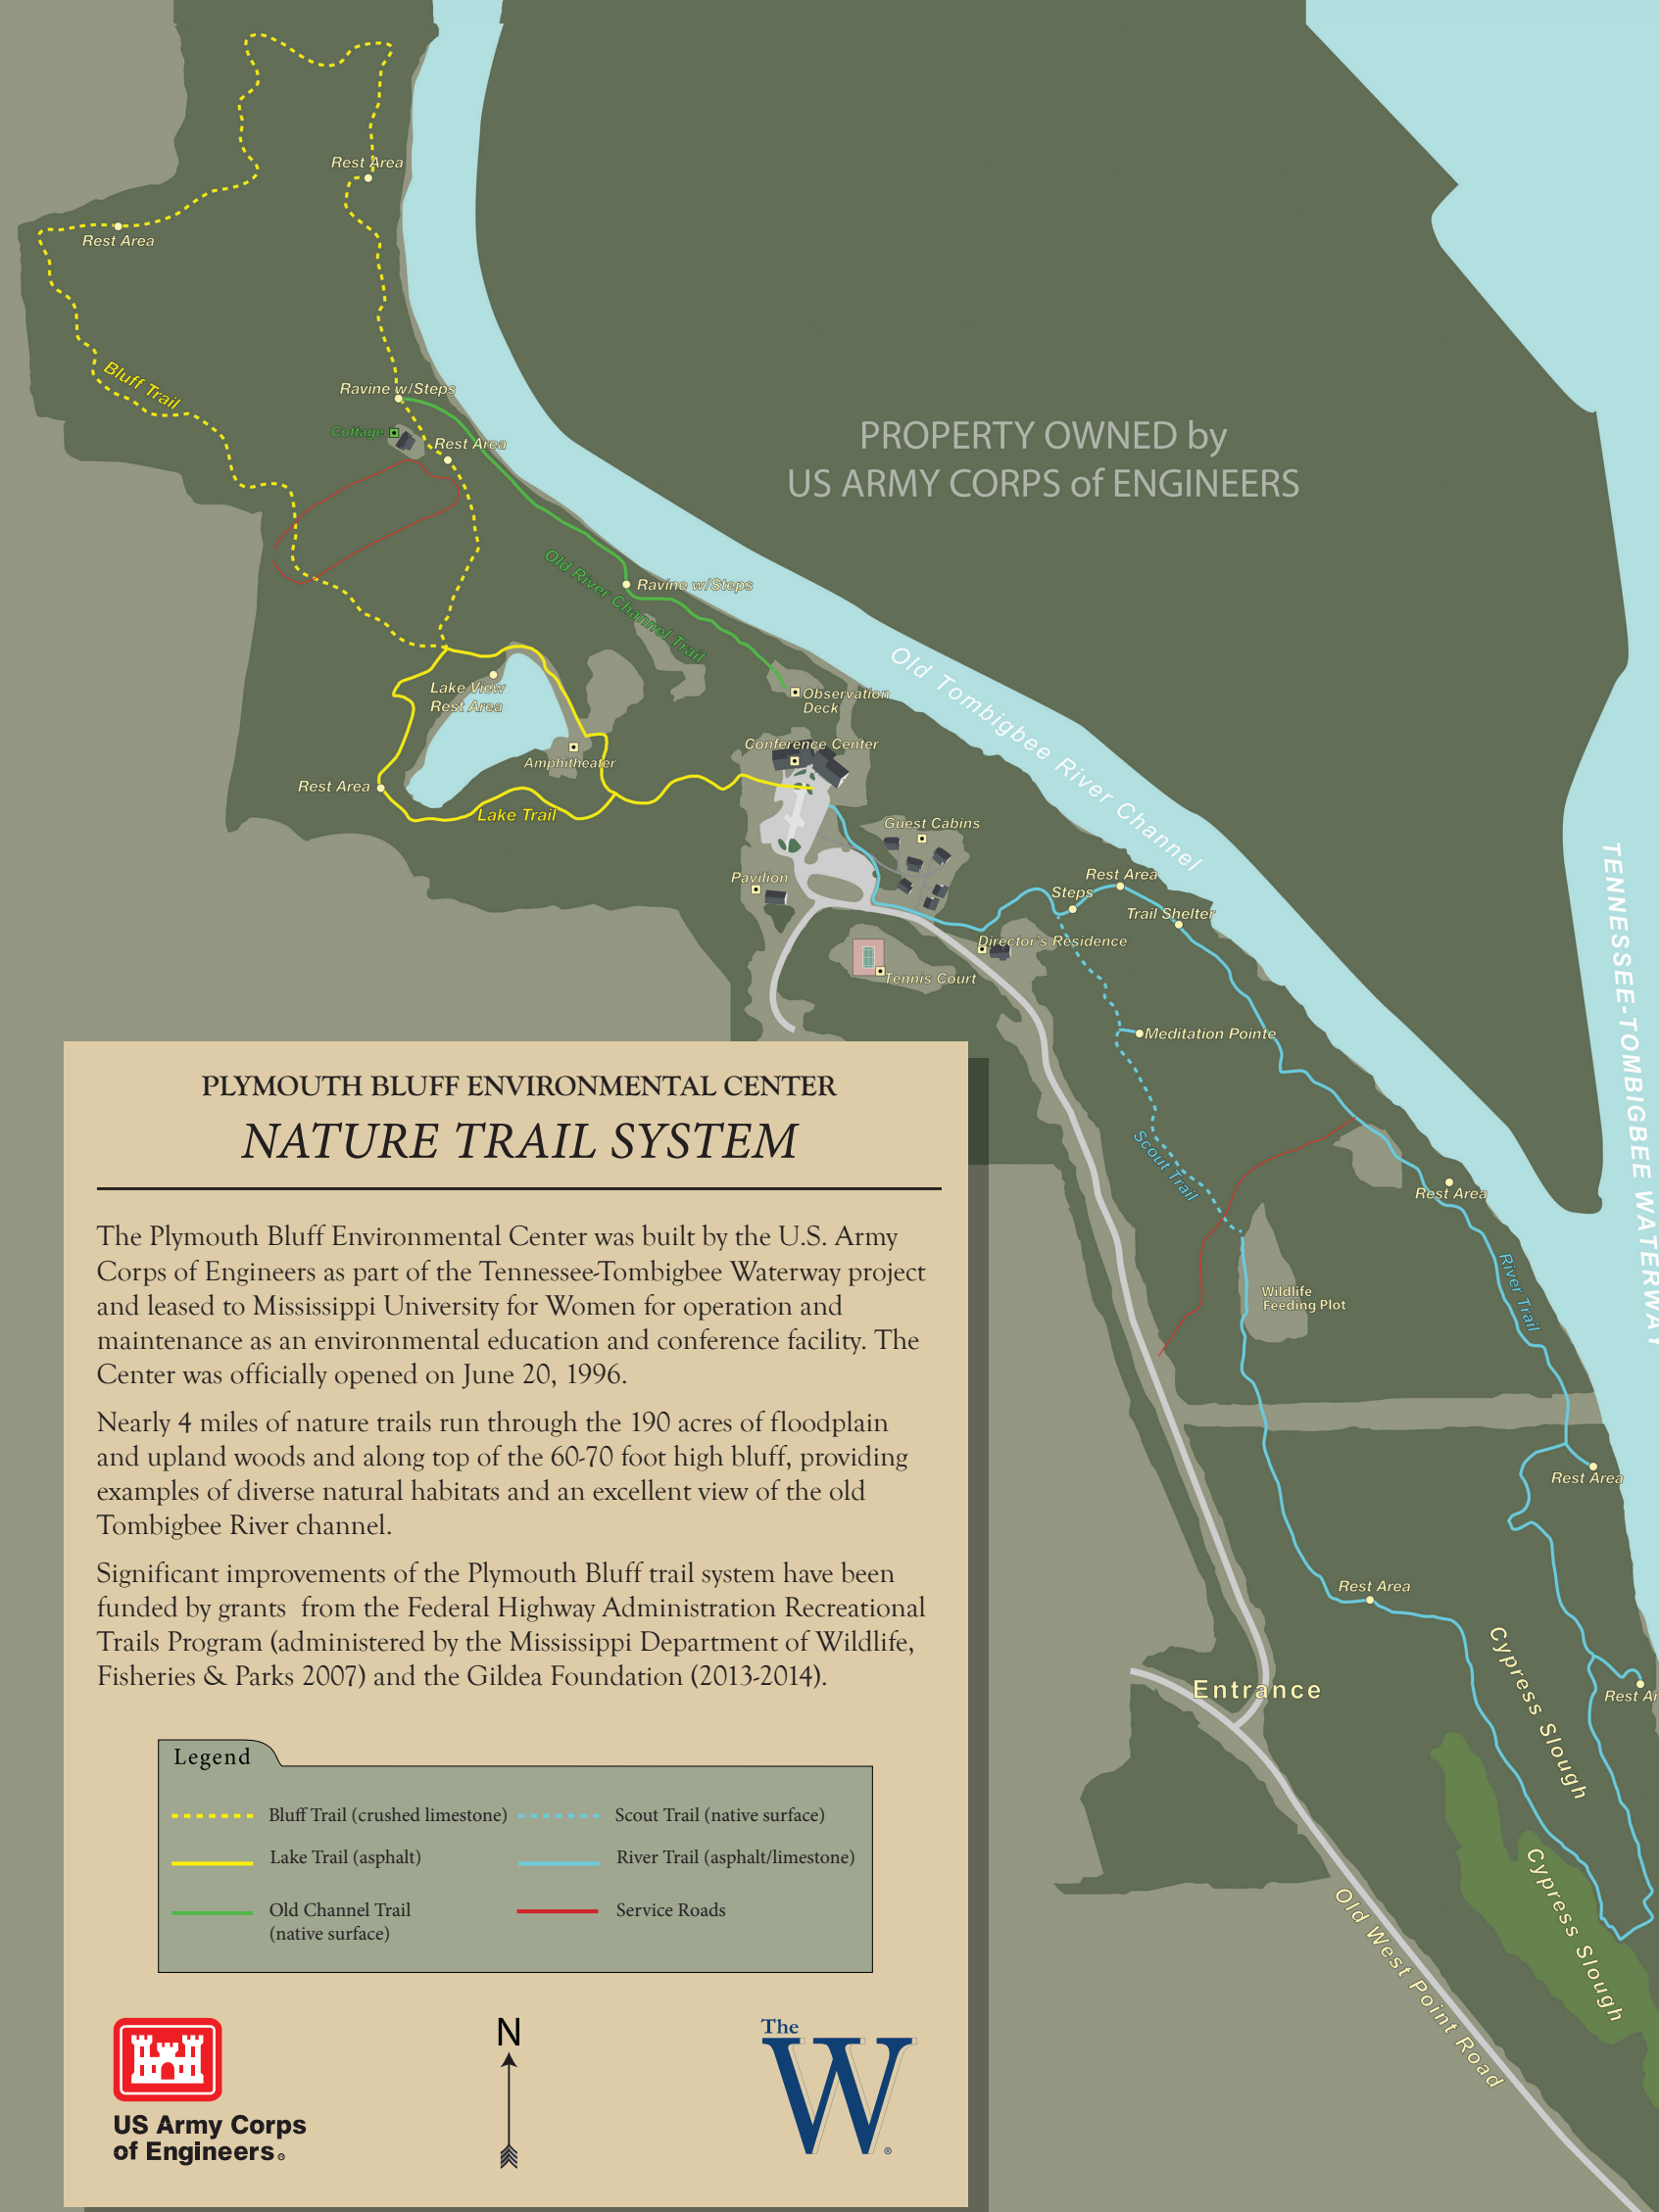 Rest Area
Rest Area
Bluff Trail
Ravine w/Steps
Cottage
Rest Area
PROPERTY OWNED by
US ARMY CORPS of ENGINEERS
Old River Channel Trail
Ravine w/Steps
Lake View
Rest Area
Observation
Deck
Old Tombigbee River Channel
Conference Center
Amphitheater
Rest Area
Lake Trail
Guest Cabins
Pavilion
Rest Area
Steps
Trail Shelter
Director's Residence
Tennis Court
TENNESSEE-TOMBIGBEE WATERWAY
Meditation Pointe
Scout Trail
Rest Area
River Trail
Wildlife
Feeding Plot
Rest Area
Rest Area
Cypress Slough
Entrance
Rest Ar
Cypress Slough
Old West Point Road
PLYMOUTH BLUFF ENVIRONMENTAL CENTER
NATURE TRAIL SYSTEM
The Plymouth Bluff Environmental Center was built by the U.S. Army
Corps of Engineers as part of the Tennessee-Tombigbee Waterway project
and leased to Mississippi University for Women for operation and
maintenance as an environmental education and conference facility. The
Center was officially opened on June 20, 1996.
Nearly 4 miles of nature trails run through the 190 acres of floodplain
and upland woods and along top of the 60-70 foot high bluff, providing
examples of diverse natural habitats and an excellent view of the old
Tombigbee River channel.
Significant improvements of the Plymouth Bluff trail system have been
funded by grants from the Federal Highway Administration Recreational
Trails Program (administered by the Mississippi Department of Wildlife,
Fisheries & Parks 2007) and the Gildea Foundation (2013-2014).
Legend
Bluff Trail (crushed limestone)
Scout Trail (native surface)
Lake Trail (asphalt)
River Trail (asphalt/limestone)
Old Channel Trail
(native surface)
Service Roads
US Army Corps
of Engineers®
N
The
W®